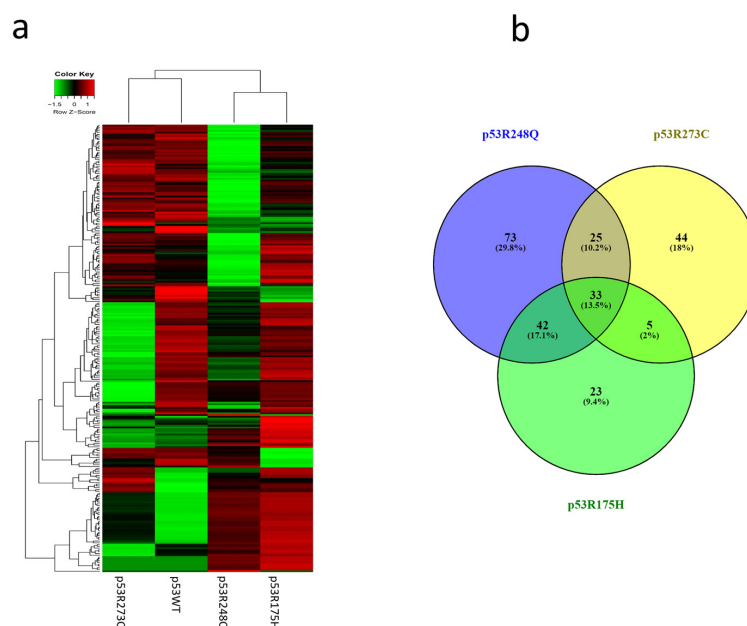 a
b
Color Key
−1.5 0 1
Row Z−Score
p53R248Q
p53R273C
73
(29.8%)
25
(10.2%)
44
(18%)
33
(13.5%)
42
(17.1%)
5
(2%)
23
(9.4%)
p53R175H
p53R273C
p53WT
p53R248Q
p53R175H